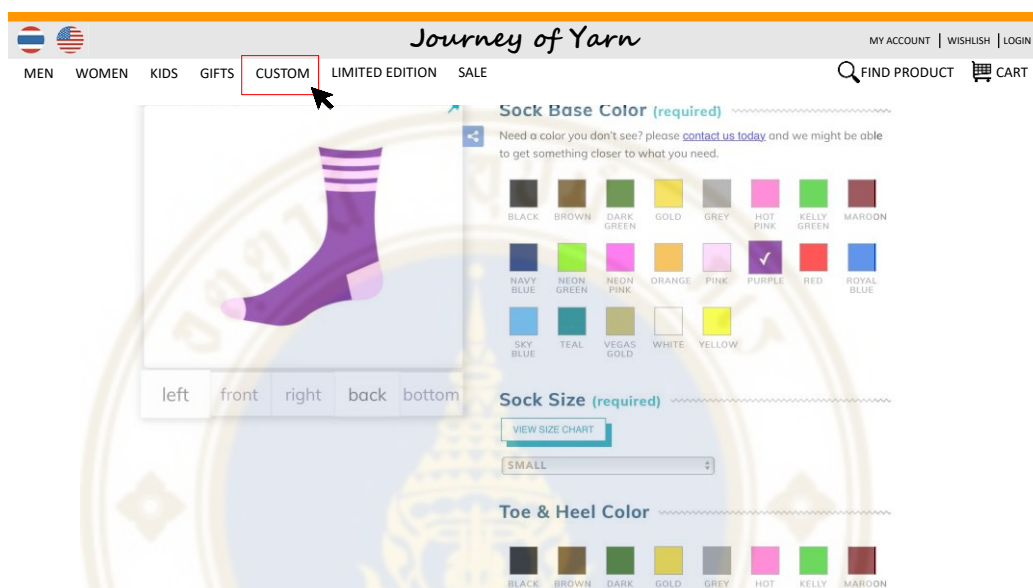 Journey of Yarn
MY ACCOUNT | WISHLISH | LOGIN
MEN WOMEN KIDS GIFTS CUSTOM LIMITED EDITION SALE FIND PRODUCT CART
Sock Base Color (required)
Need a color you don't see? please contact us today and we might be able
to get something closer to what you need.
BLACK BROWN DARK GREEN GOLD GREY HOT PINK KELLY GREEN MAROON
NAVY BLUE NEON GREEN NEON PINK ORANGE PINK PURPLE RED ROYAL BLUE
SKY BLUE TEAL VEGAS GOLD WHITE YELLOW
left front right back bottom
Sock Size (required)
VIEW SIZE CHART
SMALL
Toe & Heel Color
BLACK BROWN DARK GOLD GREY HOT KELLY MAROON